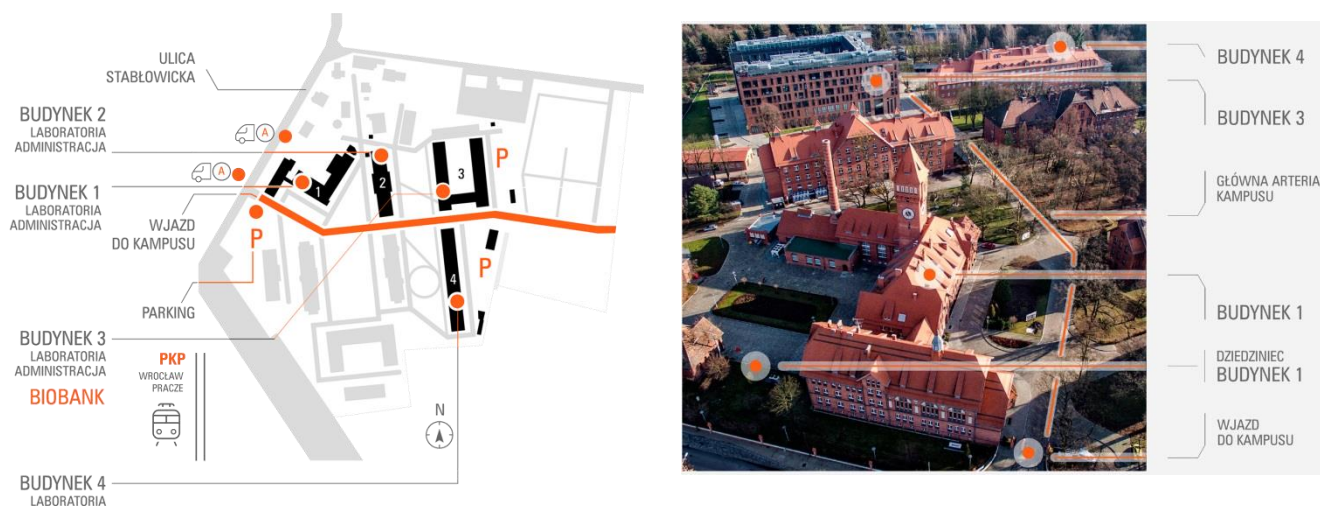 ULICA
STABŁOWICKA
BUDYNEK 2
LABORATORIA
ADMINISTRACJA
A
A
BUDYNEK 1
LABORATORIA
ADMINISTRACJA
WJAZD
DO KAMPUSU
1
2
3
P
P
P
4
PARKING
BUDYNEK 3
LABORATORIA
ADMINISTRACJA
BIOBANK
PKP
WROCŁAW
PRACZE
N
BUDYNEK 4
LABORATORIA
BUDYNEK 4
BUDYNEK 3
GŁÓWNA ARTERIA
KAMPUSU
BUDYNEK 1
DZIEDZINIEC
BUDYNEK 1
WJAZD
DO KAMPUSU